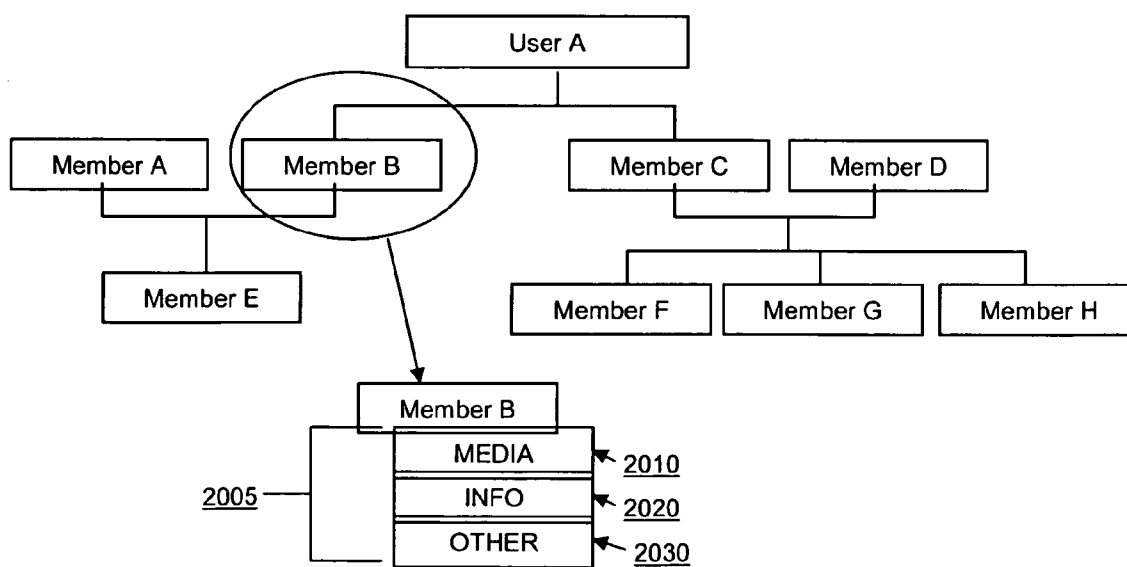 User A
Member A
Member B
Member C
Member D
Member E
Member F
Member G
Member H
Member B
MEDIA
2010
2005
INFO
2020
OTHER
2030